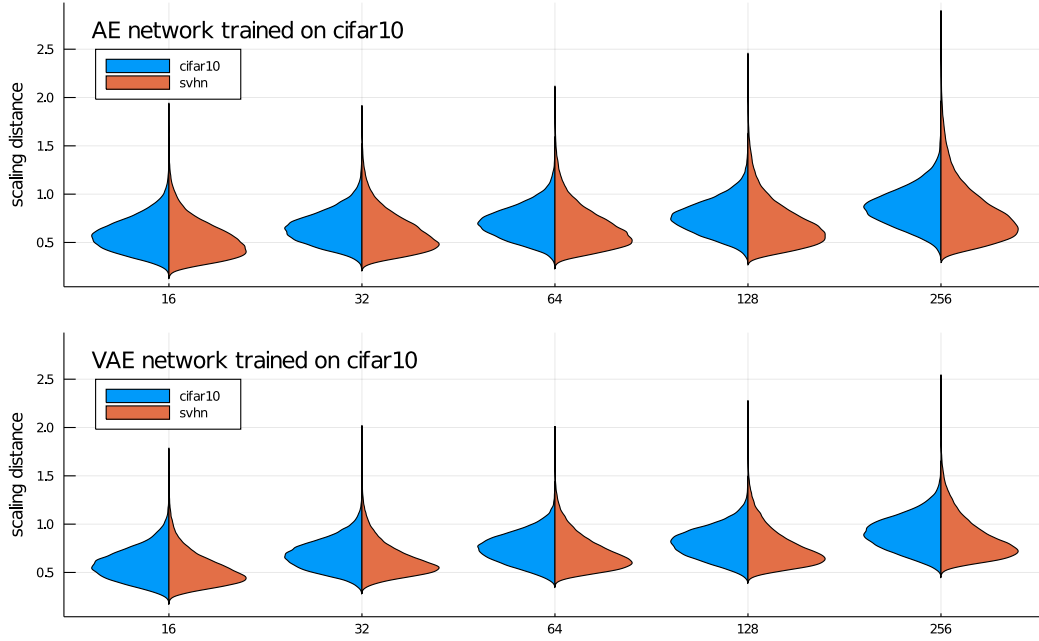 AE network trained on cifar10
cifar10
svhn
scaling distance
2.5
2.0
1.5
1.0
0.5
16 32 64 128 256
VAE network trained on cifar10
cifar10
svhn
scaling distance
2.5
2.0
1.5
1.0
0.5
16 32 64 128 256